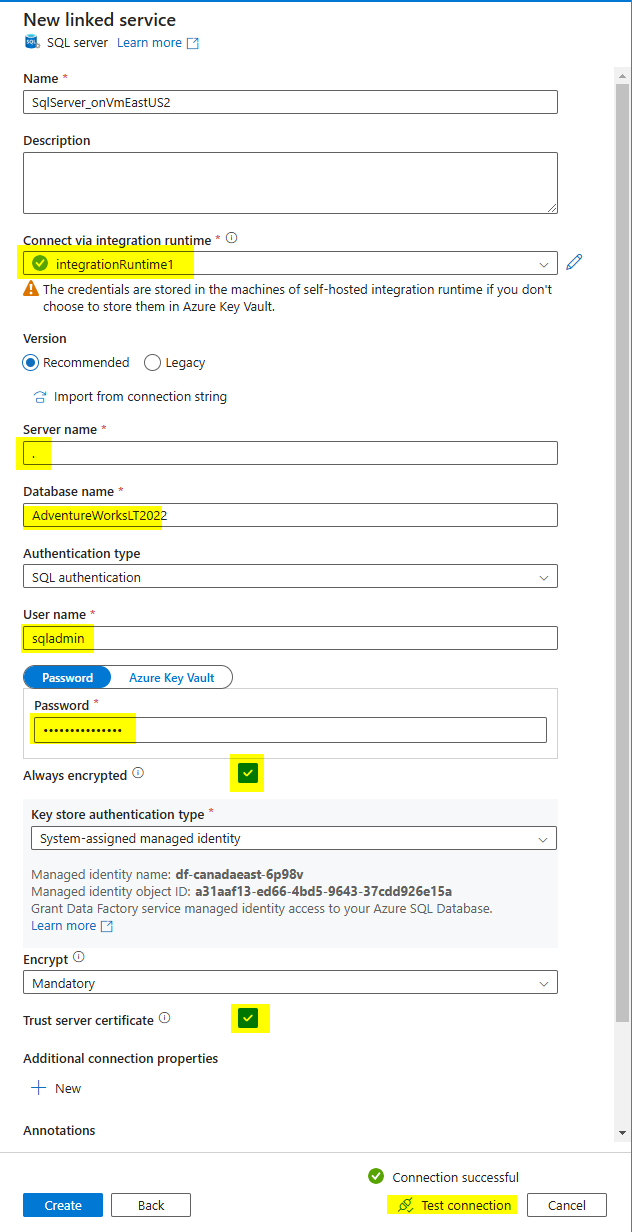 New linked service
SQL SQL server Learn more
Name *
SqlServer_onVmEastUS2
Description
Connect via integration runtime *
integrationRuntime1
The credentials are stored in the machines of self-hosted integration runtime if you don't
choose to store them in Azure Key Vault.
Version
Recommended Legacy
Import from connection string
Server name *
.
Database name *
AdventureWorksLT2022
Authentication type
SQL authentication
User name *
sqladmin
Password Azure Key Vault
Password *
•••••••••••••••
Always encrypted
Key store authentication type *
System-assigned managed identity
Managed identity name: df-canadaeast-6p98v
Managed identity object ID: a31aaf13-ed66-4bd5-9643-37cdd926e15a
Grant Data Factory service managed identity access to your Azure SQL Database.
Learn more
Encrypt
Mandatory
Trust server certificate
Additional connection properties
New
Annotations
Connection successful
Create Back Test connection Cancel